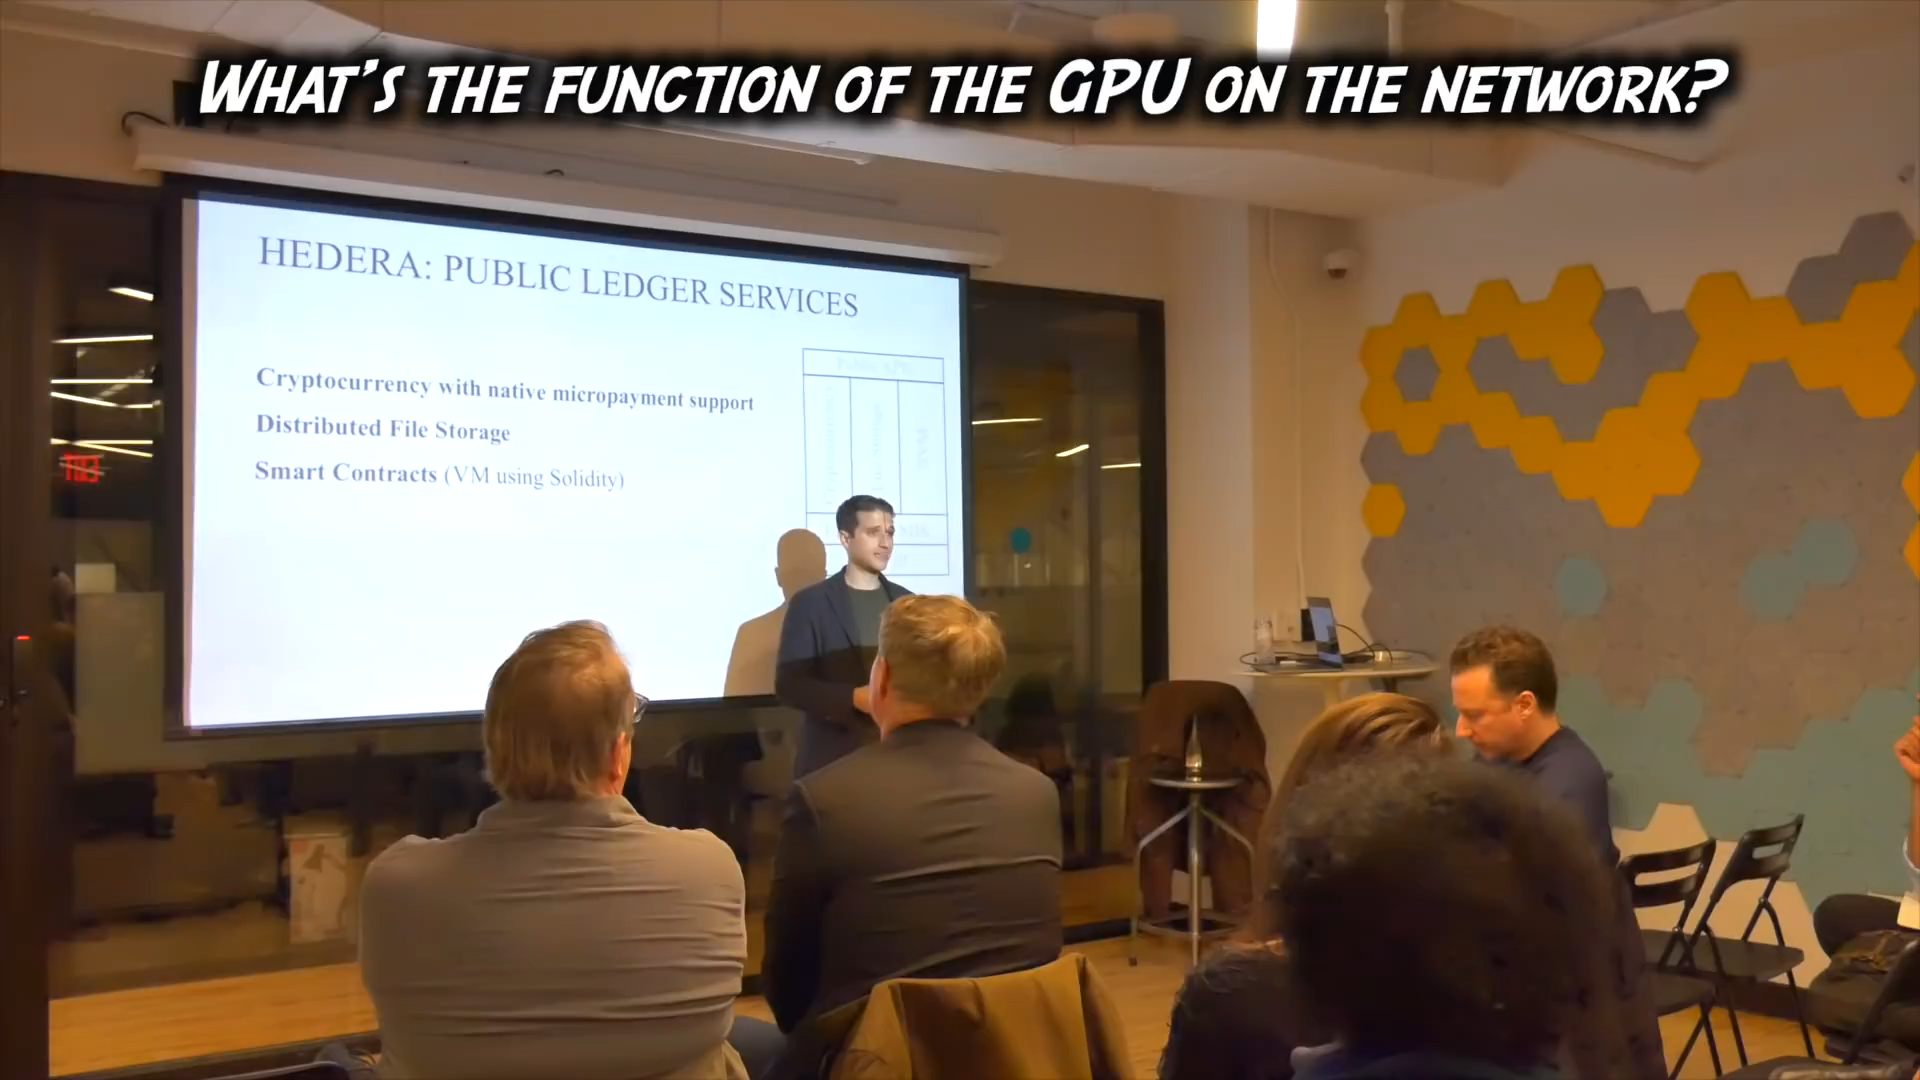 What's the function of the GPU on the network?
HEDERA: PUBLIC LEDGER SERVICES
Cryptocurrency with native micropayment support
Distributed File Storage
Smart Contracts (VM using Solidity)